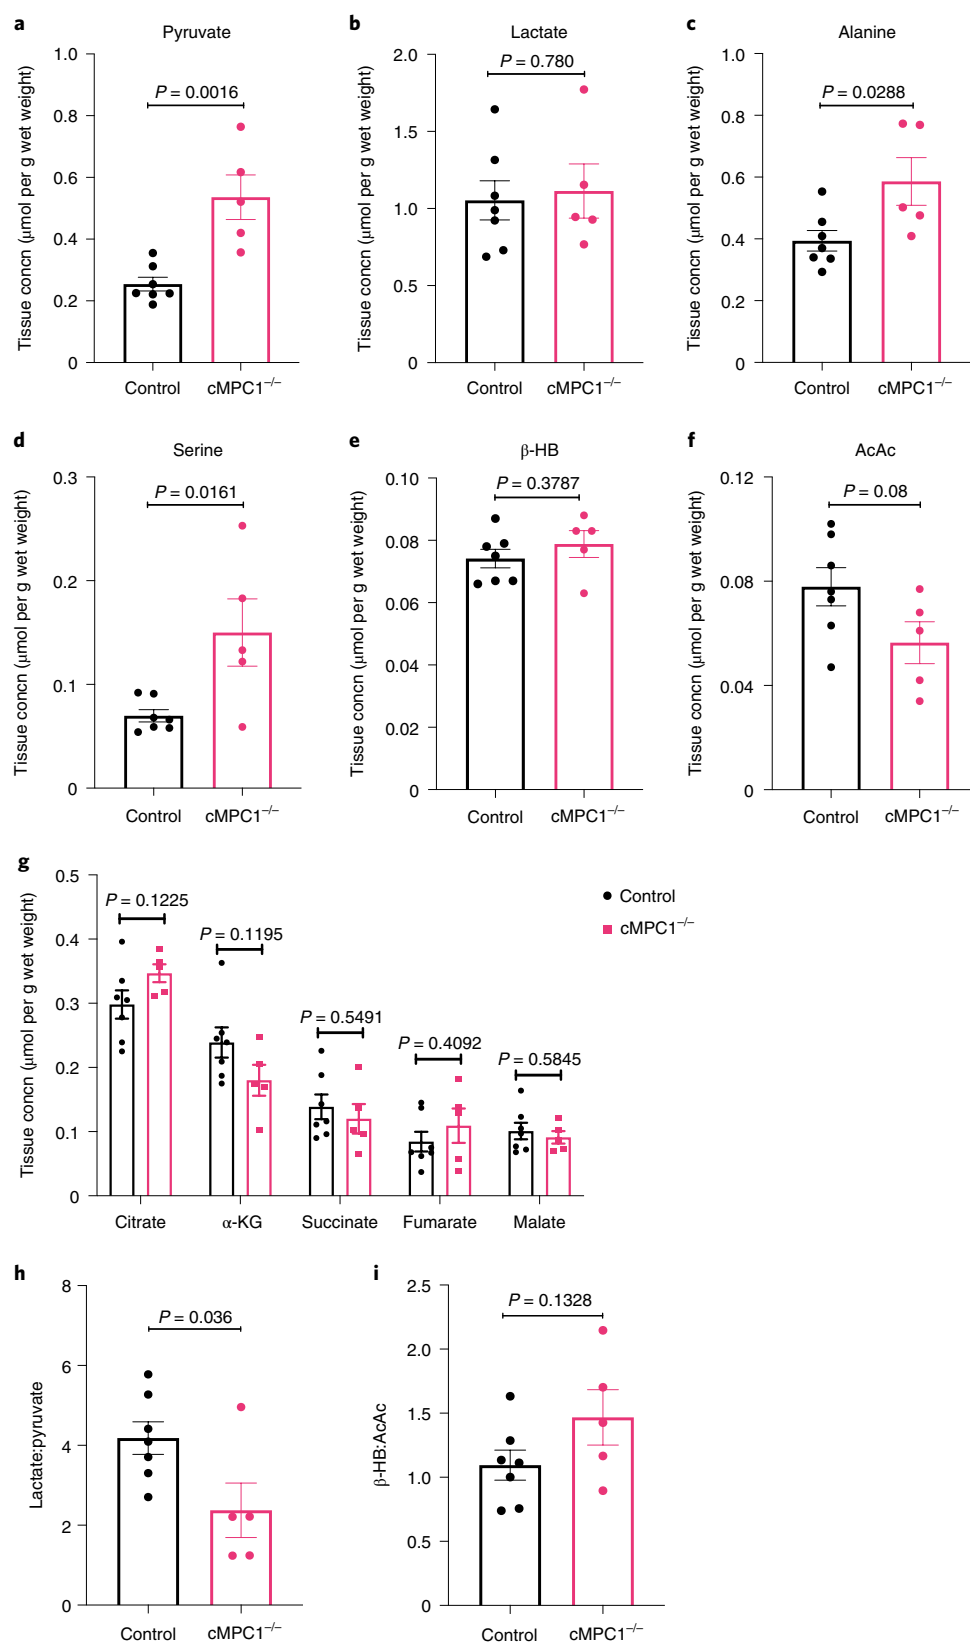 a
Pyruvate
Tissue concn (μmol per g wet weight)
1.0
0.8
0.6
0.4
0.2
0
P = 0.0016
Control
cMPC1–/–
b
Lactate
Tissue concn (μmol per g wet weight)
2.0
1.5
1.0
0.5
0
P = 0.780
Control
cMPC1–/–
c
Alanine
Tissue concn (μmol per g wet weight)
1.0
0.8
0.6
0.4
0.2
0
P = 0.0288
Control
cMPC1–/–
d
Serine
Tissue concn (μmol per g wet weight)
0.3
0.2
0.1
0
P = 0.0161
Control
cMPC1–/–
e
β-HB
Tissue concn (μmol per g wet weight)
0.10
0.08
0.06
0.04
0.02
0.00
P = 0.3787
Control
cMPC1–/–
f
AcAc
Tissue concn (μmol per g wet weight)
0.12
0.08
0.04
0
P = 0.08
Control
cMPC1–/–
g
Tissue concn (μmol per g wet weight)
0.5
0.4
0.3
0.2
0.1
0
P = 0.1225
P = 0.1195
P = 0.5491
P = 0.4092
P = 0.5845
Citrate
α-KG
Succinate
Fumarate
Malate
Control
cMPC1–/–
h
Lactate:pyruvate
8
6
4
2
0
P = 0.036
Control
cMPC1–/–
i
β-HB:AcAc
2.5
2.0
1.5
1.0
0.5
0
P = 0.1328
Control
cMPC1–/–